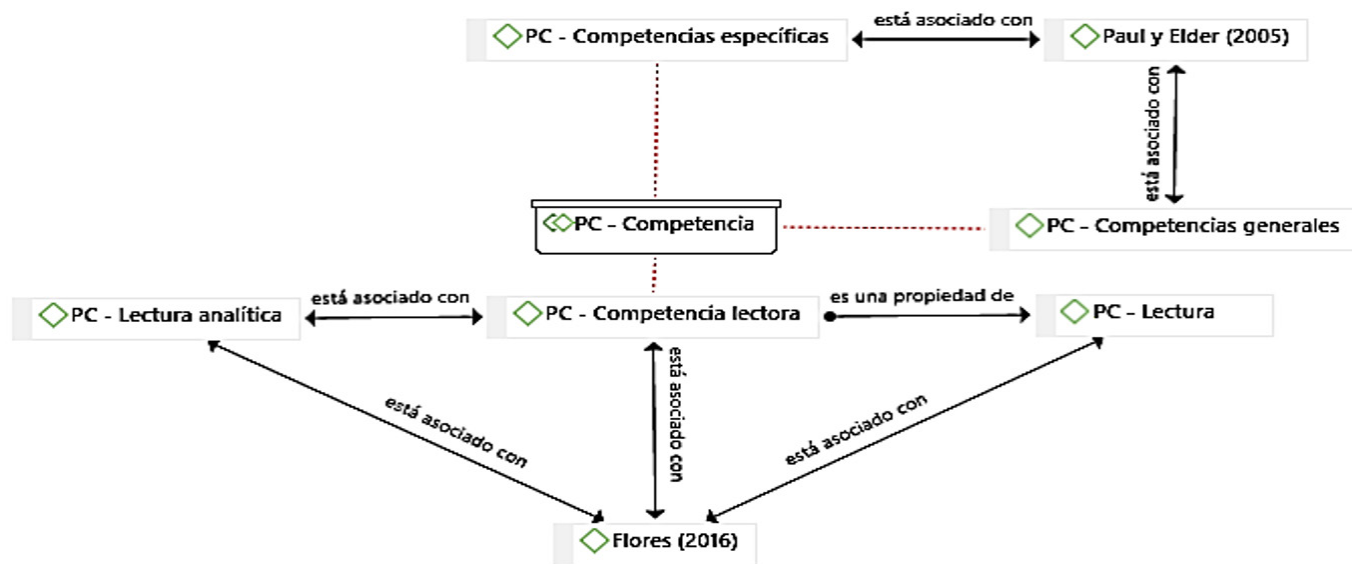 está asociado con
PC - Competencias específicas
Paul y Elder (2005)
está asociado con
PC - Competencia
PC - Competencias generales
está asociado con
es una propiedad de
PC - Lectura analítica
PC - Competencia lectora
PC - Lectura
está asociado con
está asociado con
está asociado con
Flores (2016)